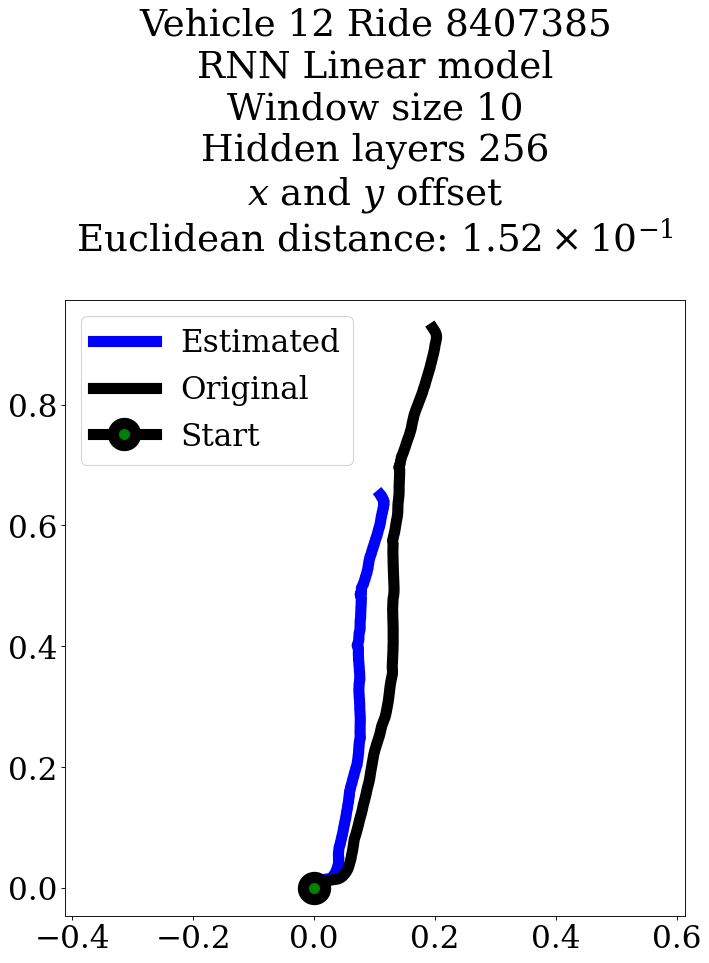 Vehicle 12 Ride 8407385
RNN Linear model
Window size 10
Hidden layers 256
x and y offset
Euclidean distance: 1.52 × 10⁻¹
Estimated
Original
Start
0.8
0.6
0.4
0.2
0.0
−0.4 −0.2 0.0 0.2 0.4 0.6